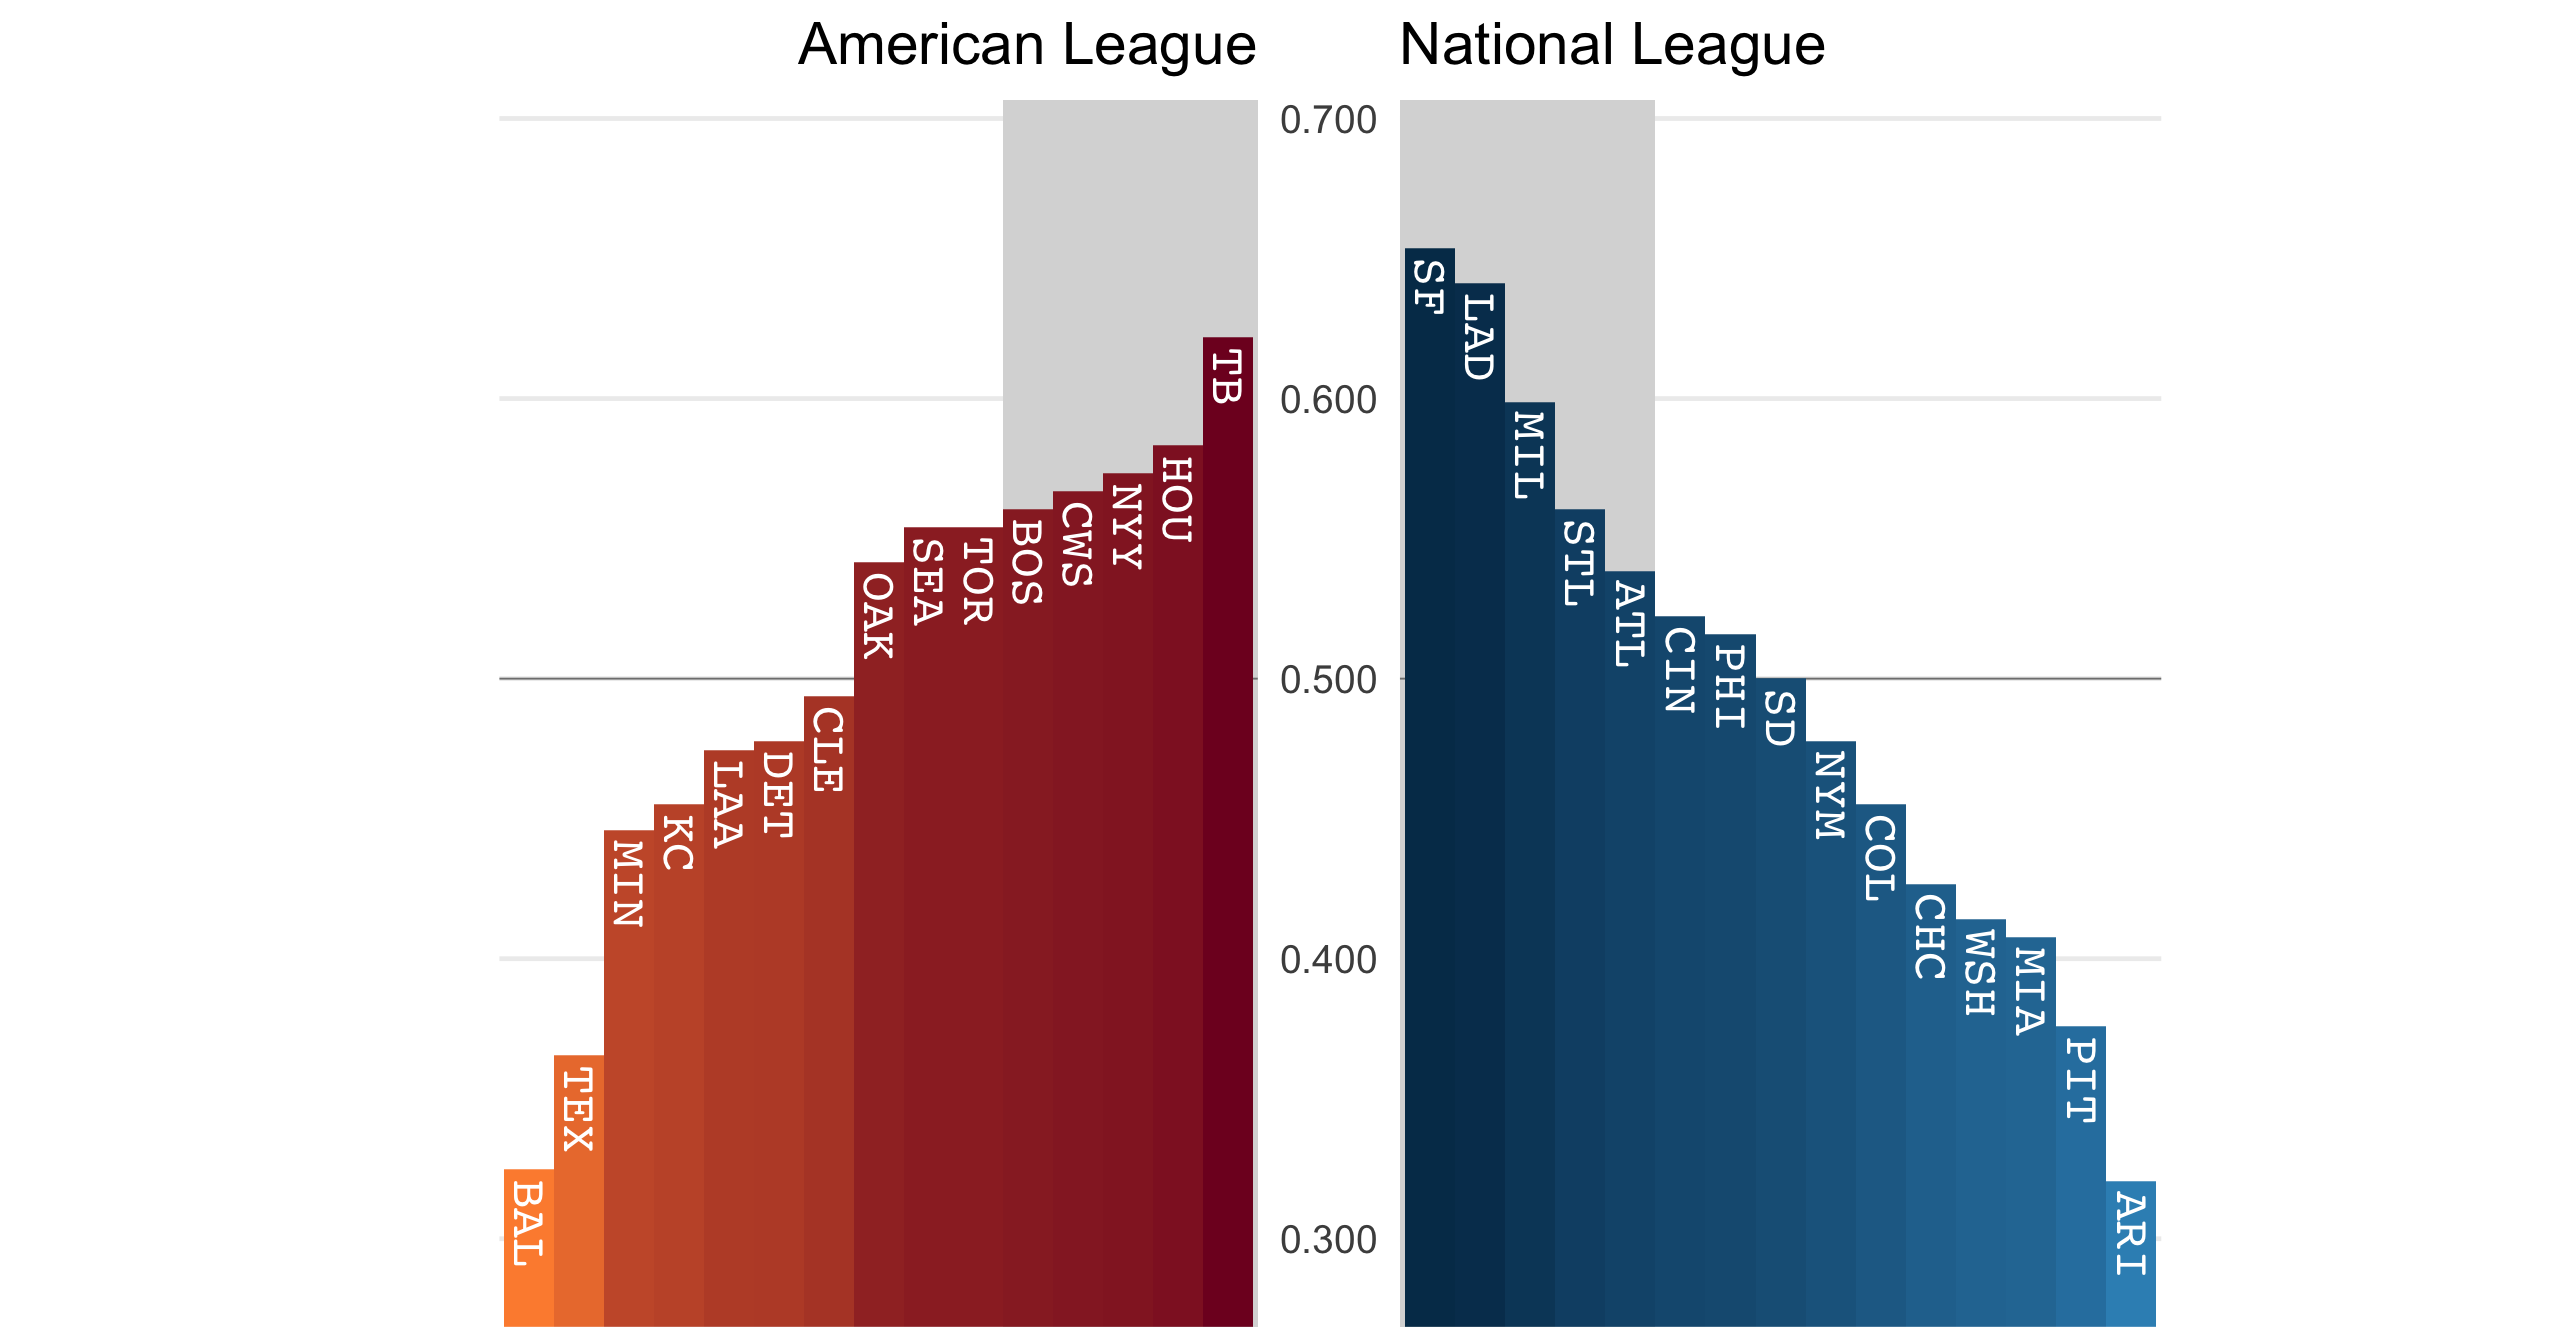 American League
National League
0.700
0.600
0.500
0.400
0.300
BAL
TEX
MIN
KC
LAA
DET
CLE
OAK
SEA
TOR
BOS
CWS
NYY
HOU
TB
SF
LAD
MIL
STL
ATL
CIN
PHI
SD
NYM
COL
CHC
WSH
MIA
PIT
ARI